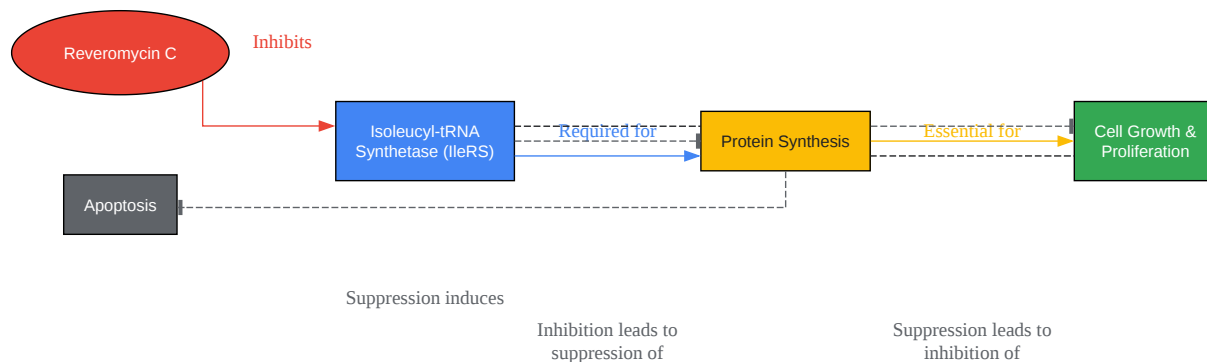 Reveromycin C
Inhibits
Isoleucyl-tRNA
Synthetase (IleRS)
Required for
Protein Synthesis
Essential for
Cell Growth &
Proliferation
Apoptosis
Suppression induces
Inhibition leads to
suppression of
Suppression leads to
inhibition of